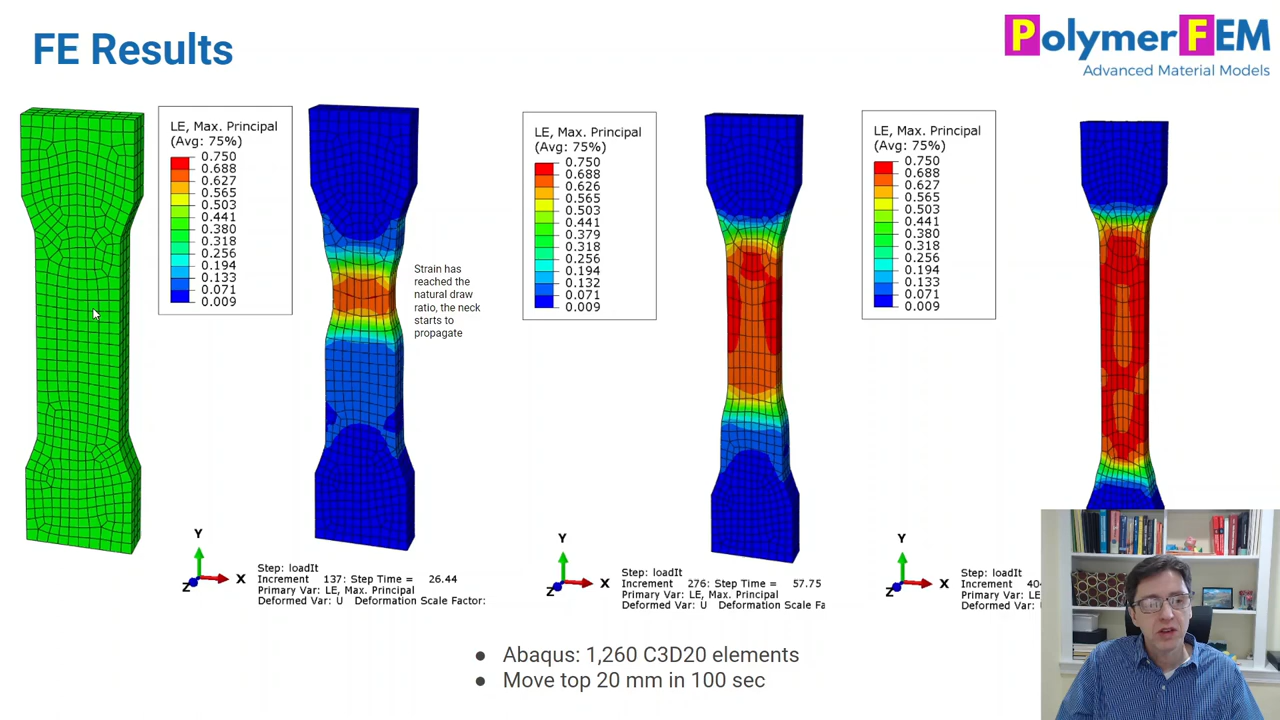 FE Results
PolymerFEM
Advanced Material Models
LE, Max. Principal
(Avg: 75%)
0.750
0.688
0.627
0.565
0.503
0.441
0.380
0.318
0.256
0.194
0.133
0.071
0.009
Strain has
reached the
natural draw
ratio, the neck
starts to
propagate
LE, Max. Principal
(Avg: 75%)
0.750
0.688
0.626
0.565
0.503
0.441
0.379
0.318
0.256
0.194
0.132
0.071
0.009
LE, Max. Principal
(Avg: 75%)
0.750
0.688
0.627
0.565
0.503
0.441
0.380
0.318
0.256
0.194
0.133
0.071
0.009
Y
X
Z
Step: loadIt
Increment 137: Step Time = 26.44
Primary Var: LE, Max. Principal
Deformed Var: U Deformation Scale Factor:
Y
X
Z
Step: loadIt
Increment 276: Step Time = 57.75
Primary Var: LE, Max. Principal
Deformed Var: U Deformation Scale Fa
Y
X
Z
Step: loadIt
Increment 40
Primary Var: LE
Deformed Var: U
● Abaqus: 1,260 C3D20 elements
● Move top 20 mm in 100 sec